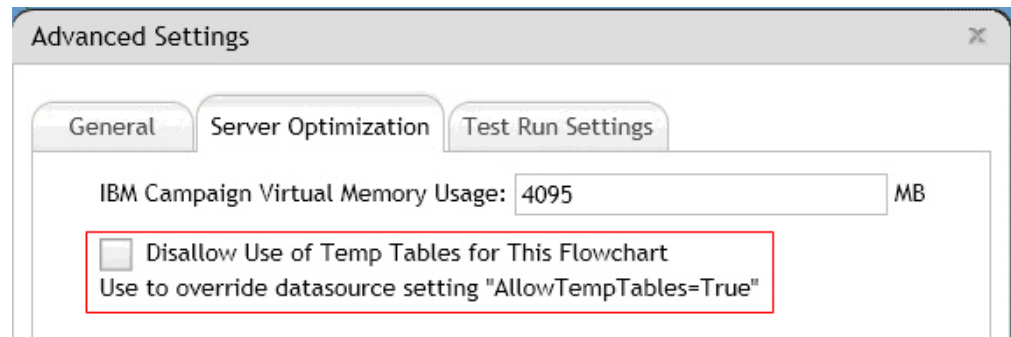 Advanced Settings
General Server Optimization Test Run Settings
IBM Campaign Virtual Memory Usage: 4095 MB
Disallow Use of Temp Tables for This Flowchart
Use to override datasource setting "AllowTempTables=True"